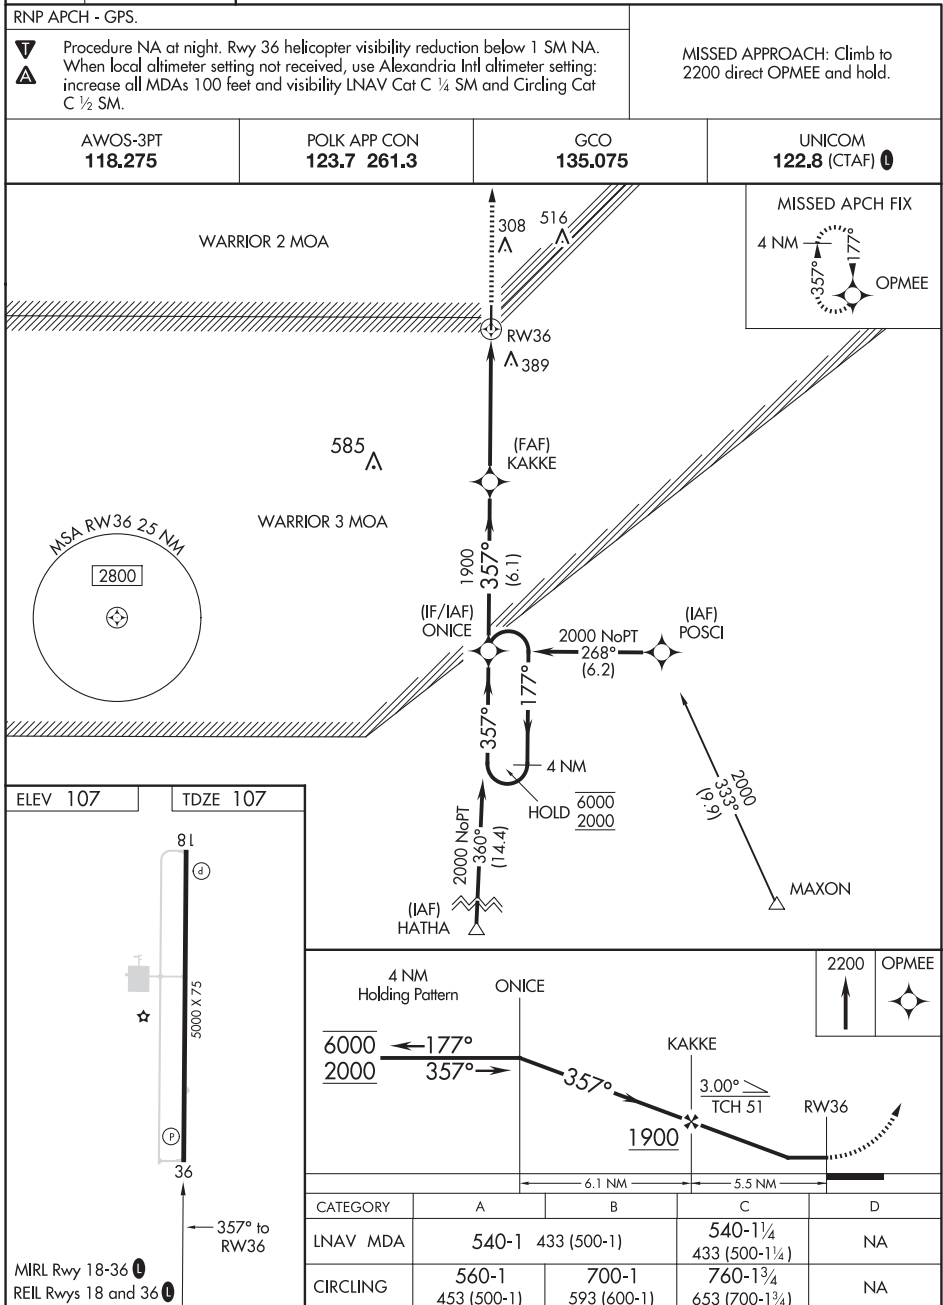 RNP APCH - GPS.
T
A
Procedure NA at night. Rwy 36 helicopter visibility reduction below 1 SM NA.
When local altimeter setting not received, use Alexandria Intl altimeter setting:
increase all MDAs 100 feet and visibility LNAV Cat C ¼ SM and Circling Cat
C ½ SM.
MISSED APPROACH: Climb to
2200 direct OPMEE and hold.
AWOS-3PT
118.275
POLK APP CON
123.7 261.3
GCO
135.075
UNICOM
122.8 (CTAF) L
WARRIOR 2 MOA
308
516
MISSED APCH FIX
4 NM
357°
177°
OPMEE
RW36
389
585
(FAF)
KAKKE
WARRIOR 3 MOA
MSA RW36 25 NM
2800
1900
357°
(6.1)
(IF/IAF)
ONICE
2000 NoPT
268°
(6.2)
(IAF)
POSCI
357°
177°
4 NM
HOLD
6000
2000
2000 NoPT
360°
(14.4)
2000
333°
(9.9)
(IAF)
HATHA
MAXON
ELEV 107
TDZE 107
18
P
5000 X 75
P
36
357° to
RW36
MIRL Rwy 18-36 L
REIL Rwys 18 and 36 L
4 NM
Holding Pattern
ONICE
2200
OPMEE
6000
2000
177°
357°
357°
KAKKE
3.00°
TCH 51
RW36
1900
6.1 NM
5.5 NM
CATEGORY A B C D
LNAV MDA 540-1 433 (500-1) 540-1¼ 433 (500-1¼) NA
CIRCLING 560-1 453 (500-1) 700-1 593 (600-1) 760-1¾ 653 (700-1¾) NA